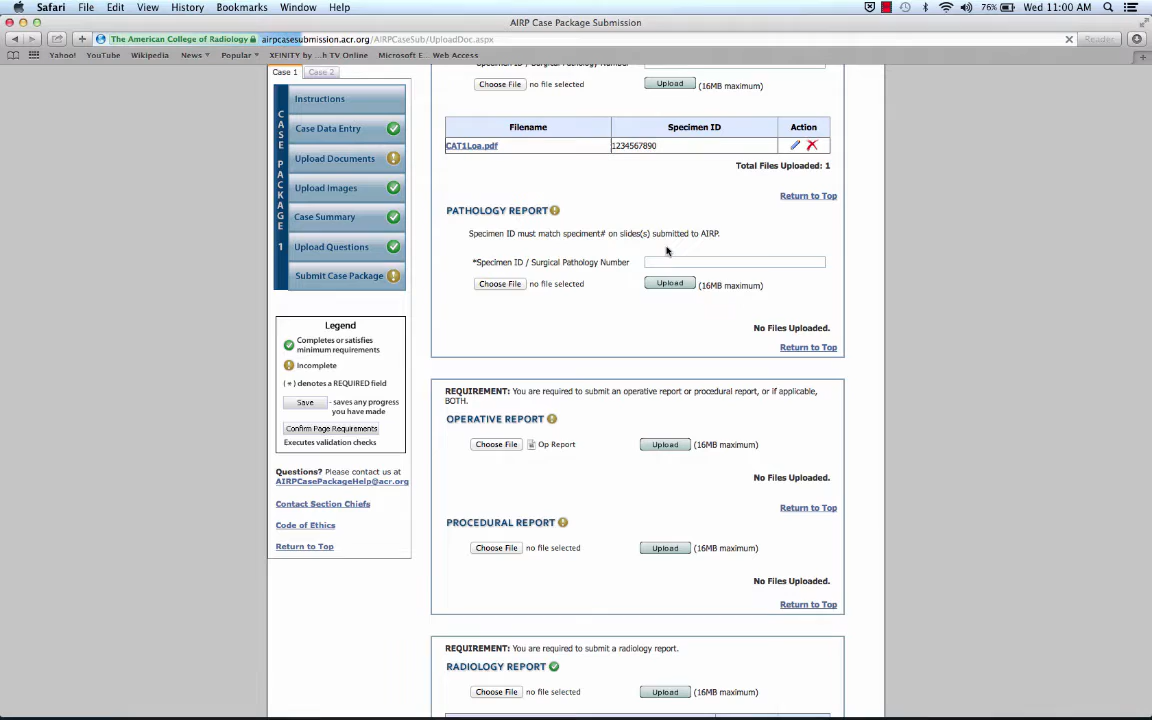 Safari File Edit View History Bookmarks Window Help 76% Wed 11:00 AM
AIRP Case Package Submission
The American College of Radiology airpcasesubmission.acr.org/AIRPCaseSub/UploadDoc.aspx Reader
Yahoo! YouTube Wikipedia News Popular XFINITY by ...h TV Online Microsoft E Web Access
Case 1 Case 2
CASE PACKAGE 1
Instructions
Case Data Entry
Upload Documents
Upload Images
Case Summary
Upload Questions
Submit Case Package
Legend
Completes or satisfies
minimum requirements
Incomplete
( * ) denotes a REQUIRED field
Save - saves any progress
you have made
Confirm Page Requirements
Executes validation checks
Questions? Please contact us at
AIRPCasePackageHelp@acr.org
Contact Section Chiefs
Code of Ethics
Return to Top
*Specimen ID / Surgical Pathology Number
Choose File no file selected Upload (16MB maximum)
Filename Specimen ID Action
CAT1Loa.pdf 1234567890
Total Files Uploaded: 1
Return to Top
PATHOLOGY REPORT
Specimen ID must match speciment# on slides(s) submitted to AIRP.
*Specimen ID / Surgical Pathology Number
Choose File no file selected Upload (16MB maximum)
No Files Uploaded.
Return to Top
REQUIREMENT: You are required to submit an operative report or procedural report, or if applicable,
BOTH.
OPERATIVE REPORT
Choose File Op Report Upload (16MB maximum)
No Files Uploaded.
Return to Top
PROCEDURAL REPORT
Choose File no file selected Upload (16MB maximum)
No Files Uploaded.
Return to Top
REQUIREMENT: You are required to submit a radiology report.
RADIOLOGY REPORT
Choose File no file selected Upload (16MB maximum)